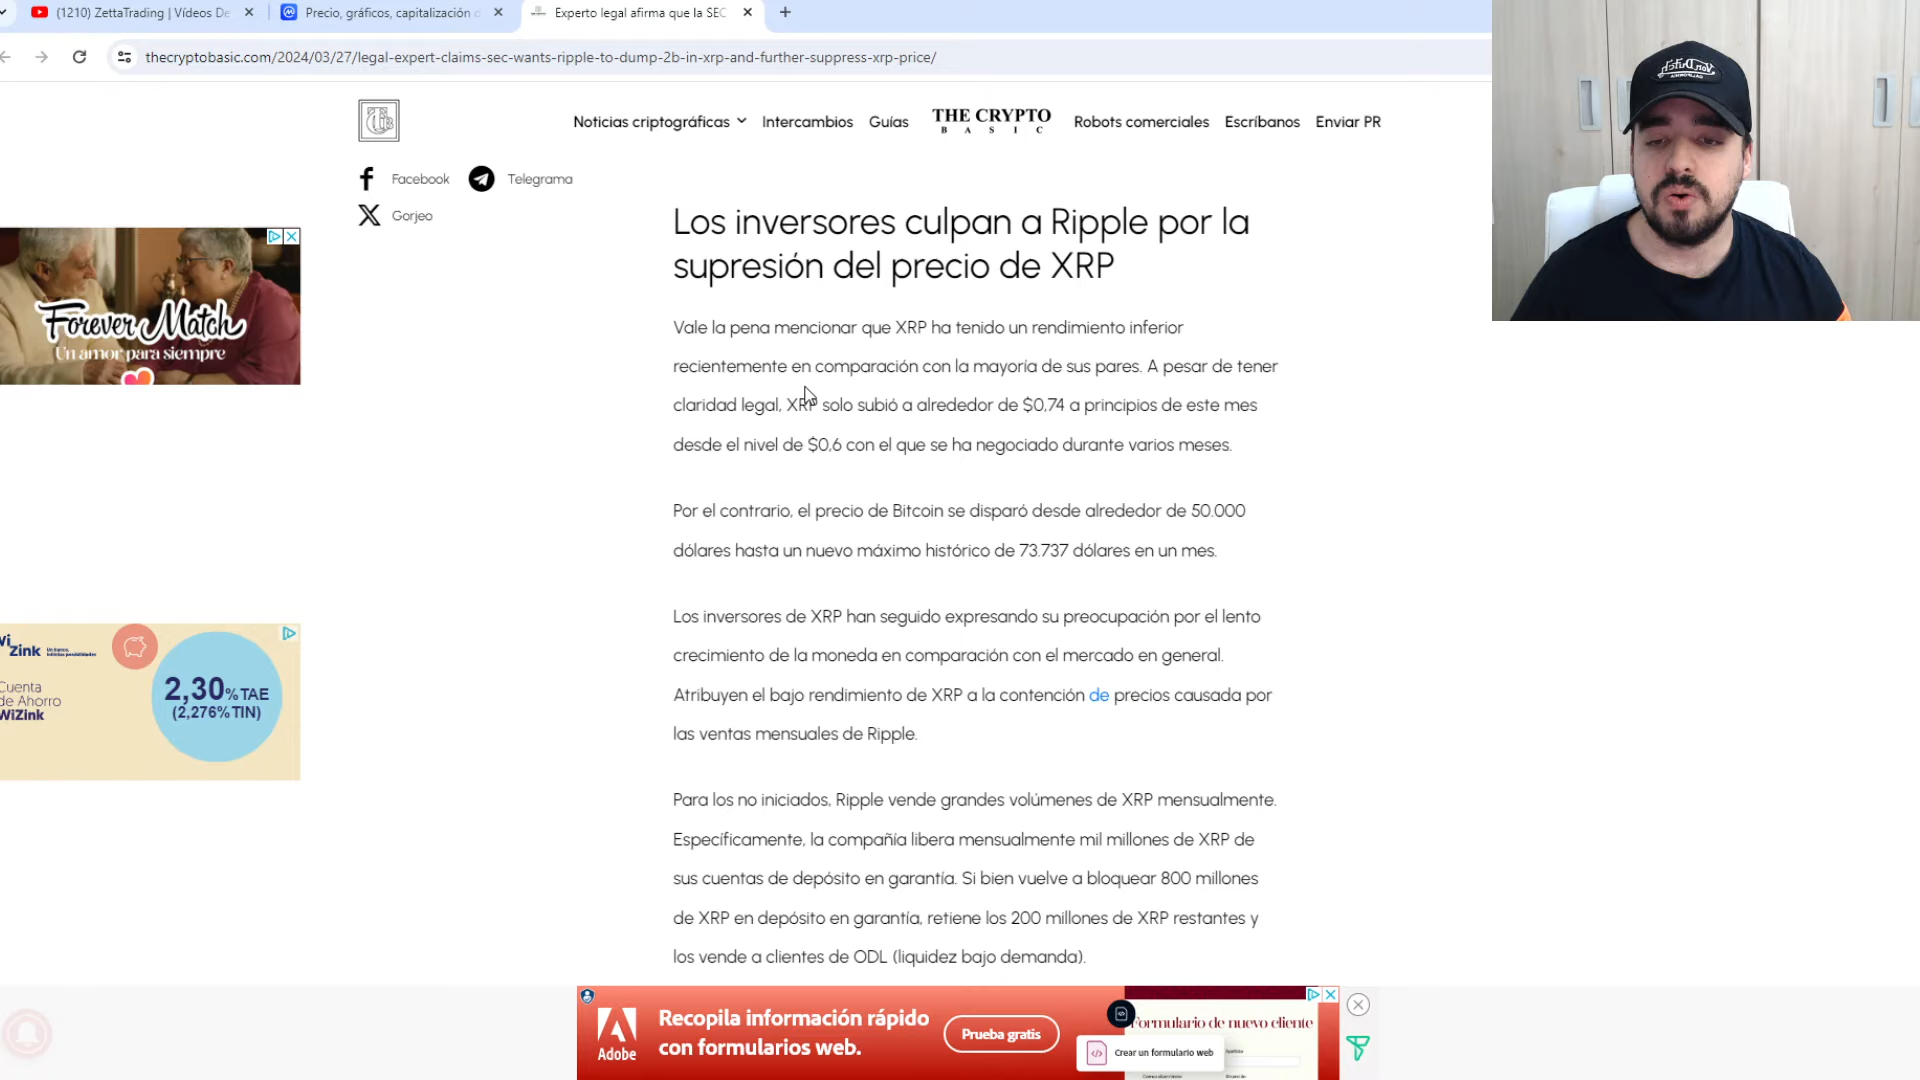 (1210) ZettaTrading | Vídeos De
Precio, gráficos, capitalización d
Experto legal afirma que la SEC
thecryptobasic.com/2024/03/27/legal-expert-claims-sec-wants-ripple-to-dump-2b-in-xrp-and-further-suppress-xrp-price/
Noticias criptográficas
Intercambios
Guías
THE CRYPTO
BASIC
Robots comerciales
Escríbanos
Enviar PR
Facebook
Telegrama
Gorjeo
Los inversores culpan a Ripple por la
supresión del precio de XRP
Vale la pena mencionar que XRP ha tenido un rendimiento inferior
recientemente en comparación con la mayoría de sus pares. A pesar de tener
claridad legal, XRP solo subió a alrededor de $0,74 a principios de este mes
desde el nivel de $0,6 con el que se ha negociado durante varios meses.
Por el contrario, el precio de Bitcoin se disparó desde alrededor de 50.000
dólares hasta un nuevo máximo histórico de 73.737 dólares en un mes.
Los inversores de XRP han seguido expresando su preocupación por el lento
crecimiento de la moneda en comparación con el mercado en general.
Atribuyen el bajo rendimiento de XRP a la contención de precios causada por
las ventas mensuales de Ripple.
Para los no iniciados, Ripple vende grandes volúmenes de XRP mensualmente.
Específicamente, la compañía libera mensualmente mil millones de XRP de
sus cuentas de depósito en garantía. Si bien vuelve a bloquear 800 millones
de XRP en depósito en garantía, retiene los 200 millones de XRP restantes y
los vende a clientes de ODL (liquidez bajo demanda).
Forever Match
Un amor para siempre
Wi
Zink
Cuenta
de Ahorro
WiZink
2,30% TAE
(2,276% TIN)
Adobe
Recopila información rápido
con formularios web.
Prueba gratis
Formulario de nuevo cliente
Crear un formulario web